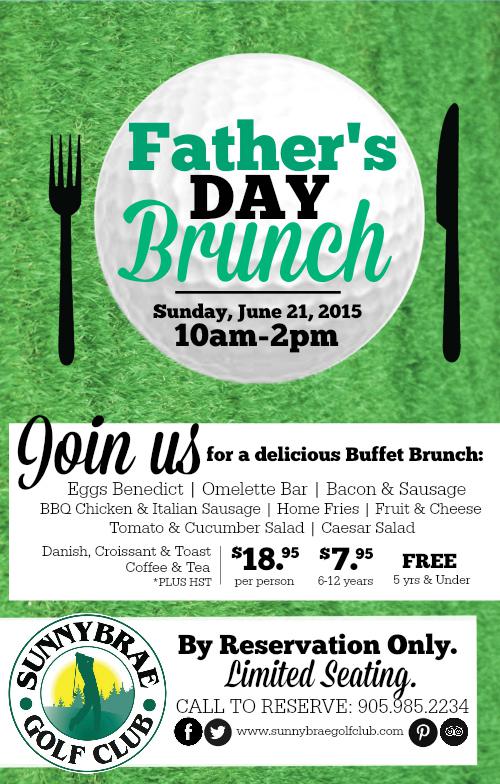 Father's
DAY
Brunch
Sunday, June 21, 2015
10am-2pm
Join us for a delicious Buffet Brunch:
Eggs Benedict | Omelette Bar | Bacon & Sausage
BBQ Chicken & Italian Sausage | Home Fries | Fruit & Cheese
Tomato & Cucumber Salad | Caesar Salad
Danish, Croissant & Toast
Coffee & Tea
*PLUS HST
$18.95
per person
$7.95
6-12 years
FREE
5 yrs & Under
SUNNYBRAE
GOLF CLUB
By Reservation Only.
Limited Seating.
CALL TO RESERVE: 905.985.2234
www.sunnybraegolfclub.com